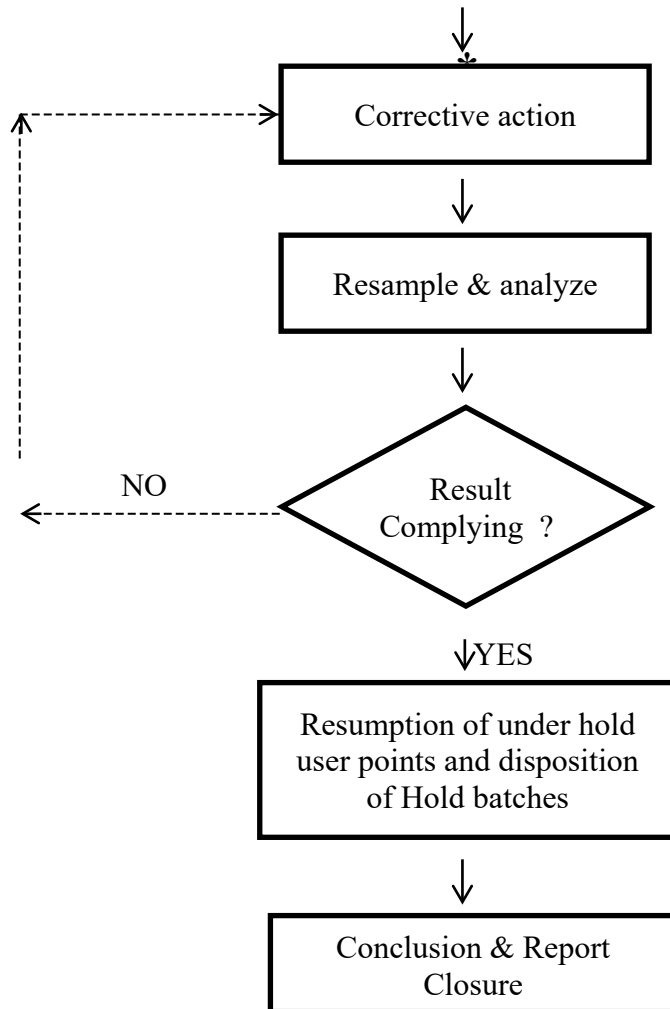 *
Corrective action
Resample & analyze
NO
Result
Complying ?
YES
Resumption of under hold
user points and disposition
of Hold batches
Conclusion & Report
Closure